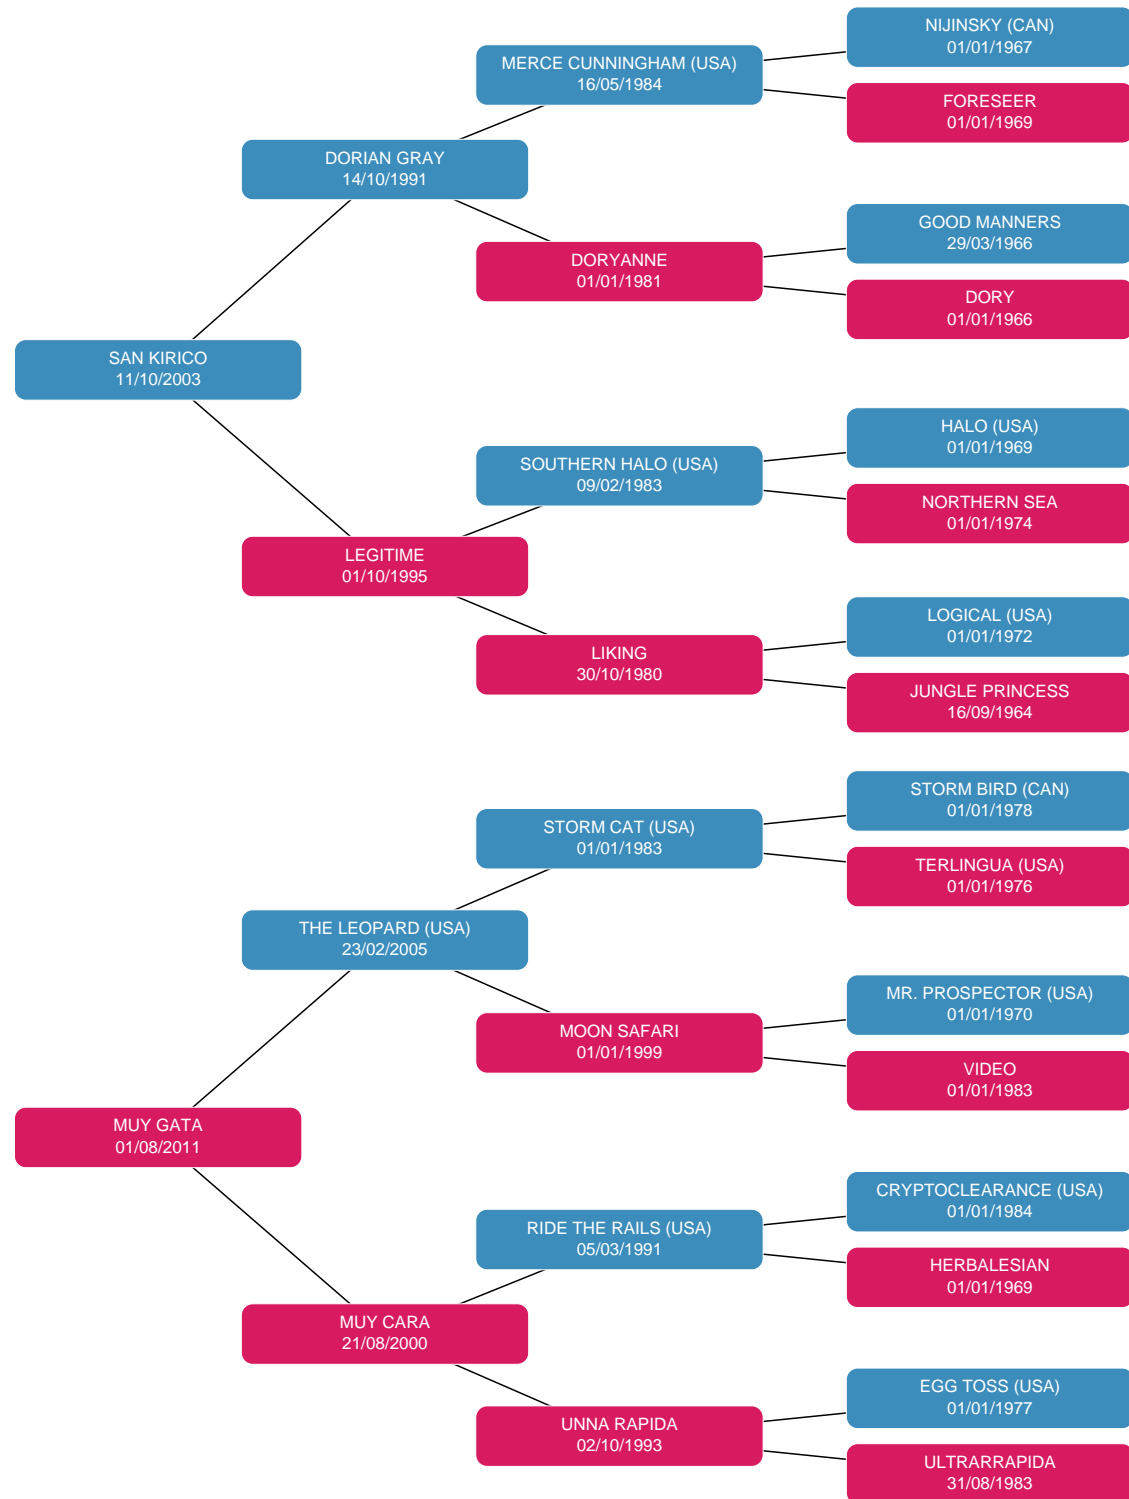 NIJINSKY (CAN)
01/01/1967
MERCE CUNNINGHAM (USA)
16/05/1984
FORESEER
01/01/1969
DORIAN GRAY
14/10/1991
GOOD MANNERS
29/03/1966
DORYANNE
01/01/1981
DORY
01/01/1966
SAN KIRICO
11/10/2003
HALO (USA)
01/01/1969
SOUTHERN HALO (USA)
09/02/1983
NORTHERN SEA
01/01/1974
LEGITIME
01/10/1995
LOGICAL (USA)
01/01/1972
LIKING
30/10/1980
JUNGLE PRINCESS
16/09/1964
STORM BIRD (CAN)
01/01/1978
STORM CAT (USA)
01/01/1983
TERLINGUA (USA)
01/01/1976
THE LEOPARD (USA)
23/02/2005
MR. PROSPECTOR (USA)
01/01/1970
MOON SAFARI
01/01/1999
VIDEO
01/01/1983
MUY GATA
01/08/2011
CRYPTOCLEARANCE (USA)
01/01/1984
RIDE THE RAILS (USA)
05/03/1991
HERBALESIAN
01/01/1969
MUY CARA
21/08/2000
EGG TOSS (USA)
01/01/1977
UNNA RAPIDA
02/10/1993
ULTRARRAPIDA
31/08/1983